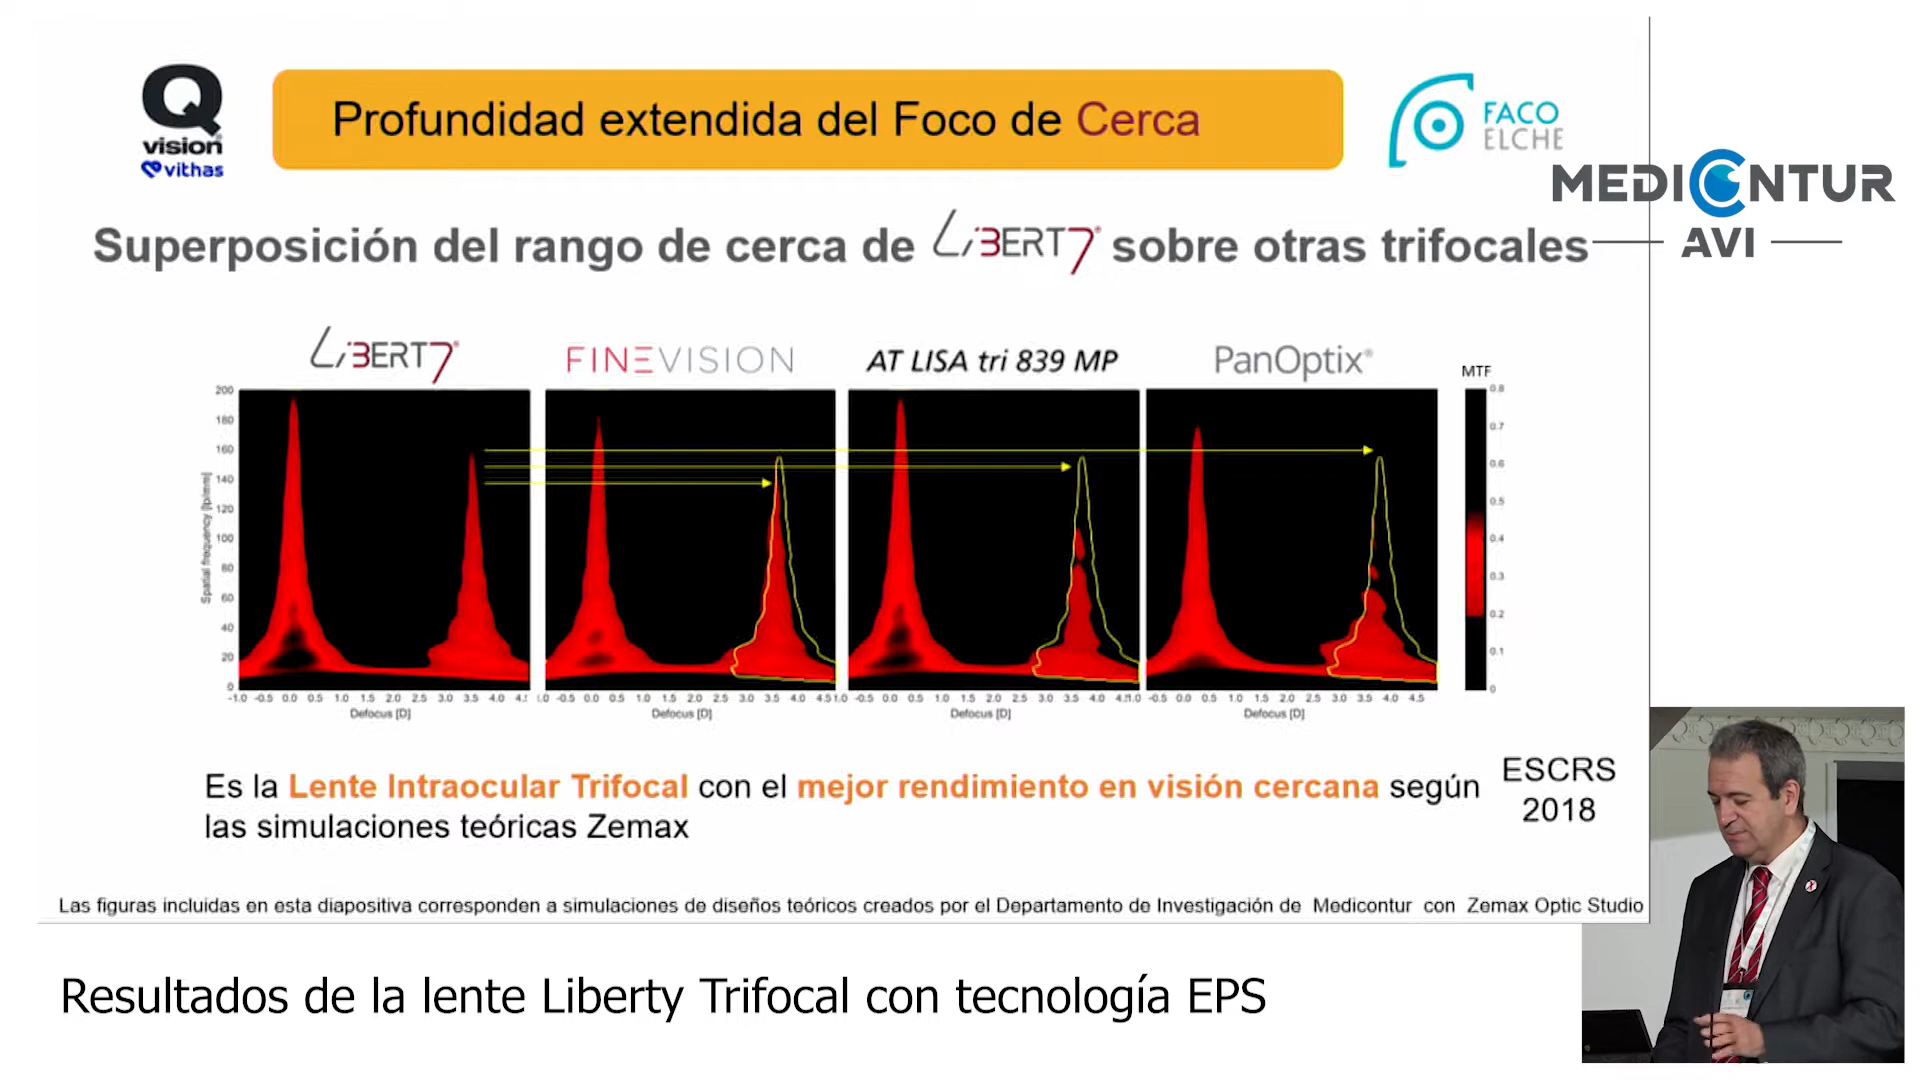 Q
vision
vithas
Profundidad extendida del Foco de Cerca
FACO
ELCHE
MEDICONTUR
AVI
Superposición del rango de cerca de LiBERT7® sobre otras trifocales
LiBERT7®
FINEVISION
AT LISA tri 839 MP
PanOptix®
MTF
200
180
160
140
120
100
80
60
40
20
0
Spatial frequency [lp/mm]
0.8
0.7
0.6
0.5
0.4
0.3
0.2
0.1
0
-1.0 -0.5 0.0 0.5 1.0 1.5 2.0 2.5 3.0 3.5 4.0 4.5
Defocus [D]
-0.5 0.0 0.5 1.0 1.5 2.0 2.5 3.0 3.5 4.0 4.5
Defocus [D]
-0.5 0.0 0.5 1.0 1.5 2.0 2.5 3.0 3.5 4.0
Defocus [D]
-0.5 0.0 0.5 1.0 1.5 2.0 2.5 3.0 3.5 4.0 4.5
Defocus [D]
Es la Lente Intraocular Trifocal con el mejor rendimiento en visión cercana según
las simulaciones teóricas Zemax
ESCRS
2018
Las figuras incluidas en esta diapositiva corresponden a simulaciones de diseños teóricos creados por el Departamento de Investigación de Medicontur con Zemax Optic Studio
Resultados de la lente Liberty Trifocal con tecnología EPS